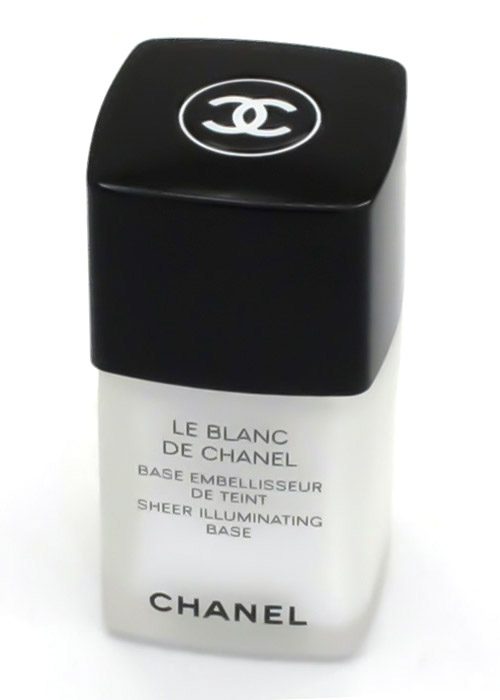 LE BLANC
DE CHANEL
BASE EMBELLISSEUR
DE TEINT
SHEER ILLUMINATING
BASE
CHANEL